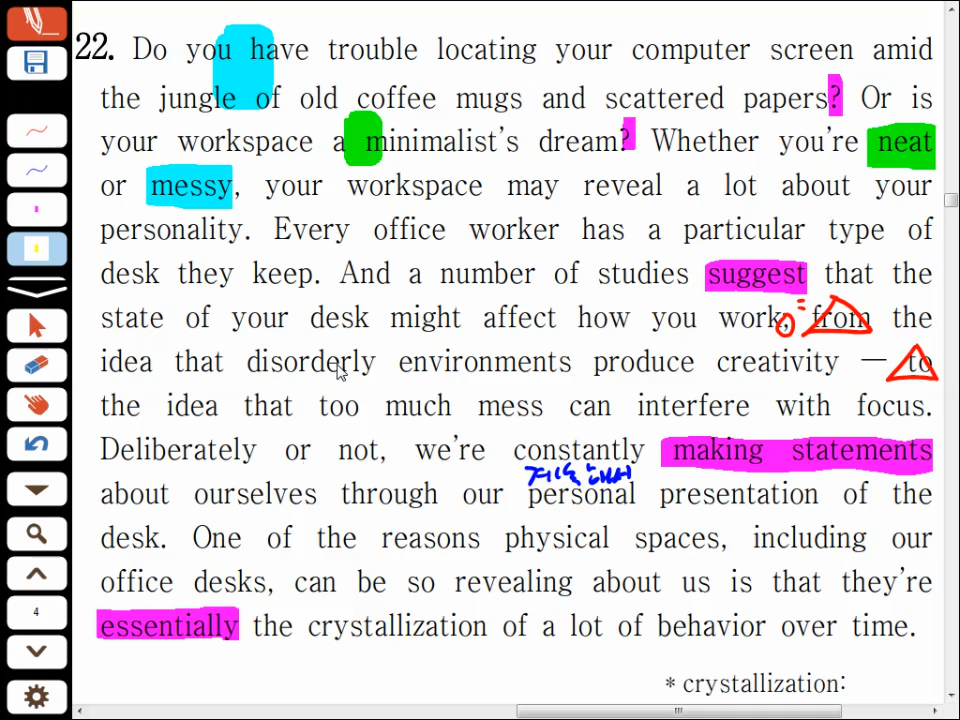 22. Do you have trouble locating your computer screen amid
the jungle of old coffee mugs and scattered papers? Or is
your workspace a minimalist's dream? Whether you're neat
or messy, your workspace may reveal a lot about your
personality. Every office worker has a particular type of
desk they keep. And a number of studies suggest that the
state of your desk might affect how you work, from the
idea that disorderly environments produce creativity — to
the idea that too much mess can interfere with focus.
Deliberately or not, we're constantly making statements
about ourselves through our personal presentation of the
desk. One of the reasons physical spaces, including our
office desks, can be so revealing about us is that they're
essentially the crystallization of a lot of behavior over time.
* crystallization:
4